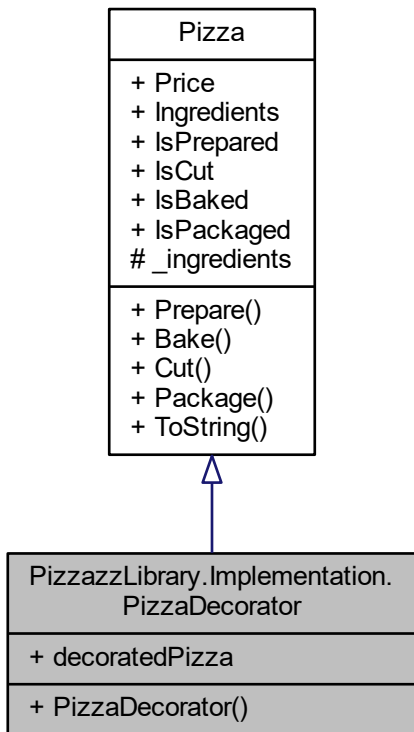 Pizza
+ Price
+ Ingredients
+ IsPrepared
+ IsCut
+ IsBaked
+ IsPackaged
# _ingredients
+ Prepare()
+ Bake()
+ Cut()
+ Package()
+ ToString()
PizzazzLibrary.Implementation.
PizzaDecorator
+ decoratedPizza
+ PizzaDecorator()